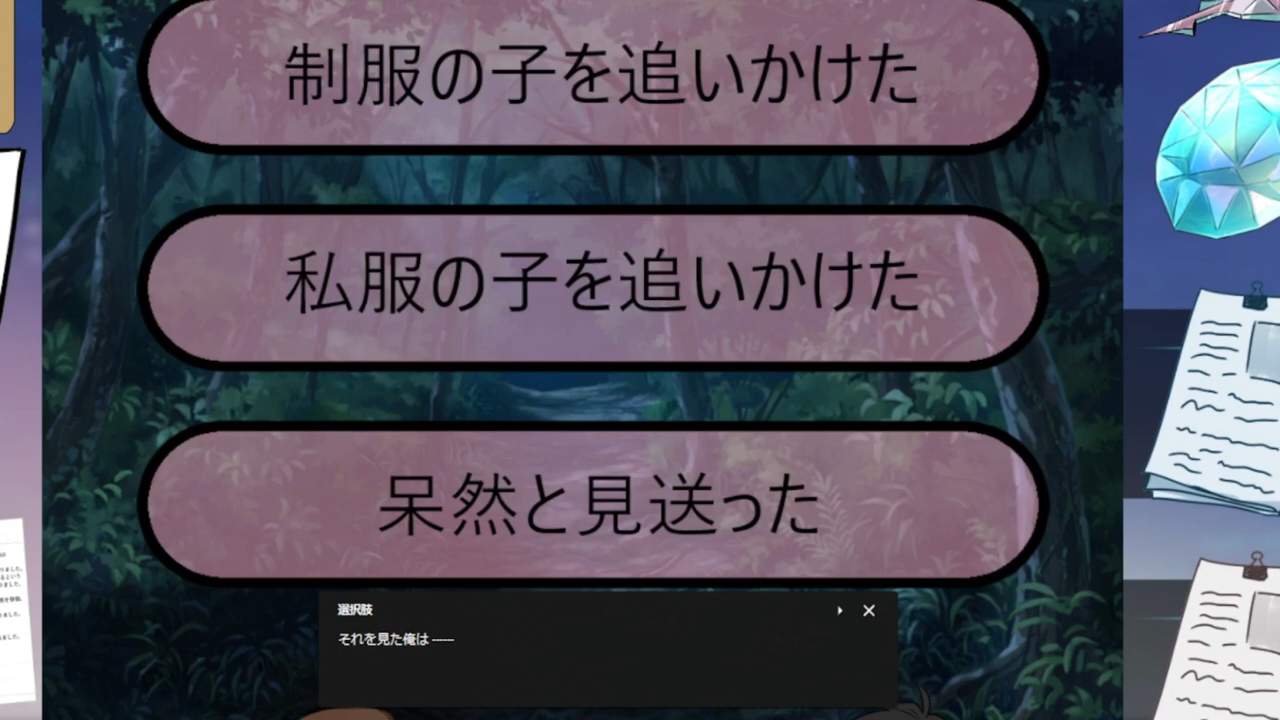 制服の子を追いかけた
私服の子を追いかけた
呆然と見送った
選択肢
それを見た俺は ――